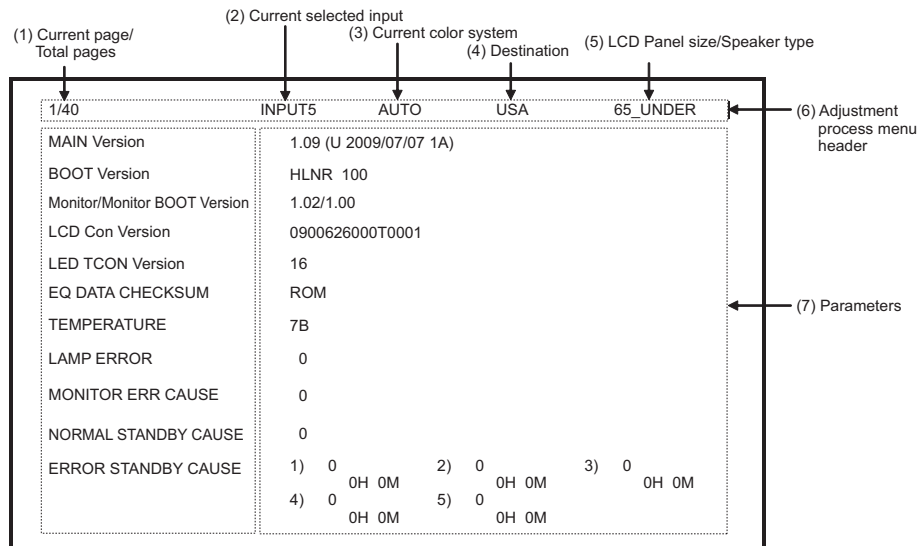 (2) Current selected input
(1) Current page/
Total pages
(3) Current color system
(4) Destination
(5) LCD Panel size/Speaker type
1/40 INPUT5 AUTO USA 65_UNDER
(6) Adjustment
process menu
header
MAIN Version 1.09 (U 2009/07/07 1A)
BOOT Version HLNR 100
Monitor/Monitor BOOT Version 1.02/1.00
LCD Con Version 0900626000T0001
LED TCON Version 16
EQ DATA CHECKSUM ROM
(7) Parameters
TEMPERATURE 7B
LAMP ERROR 0
MONITOR ERR CAUSE 0
NORMAL STANDBY CAUSE 0
ERROR STANDBY CAUSE 1) 0 2) 0 3) 0
0H 0M 0H 0M 0H 0M
4) 0 5) 0
0H 0M 0H 0M